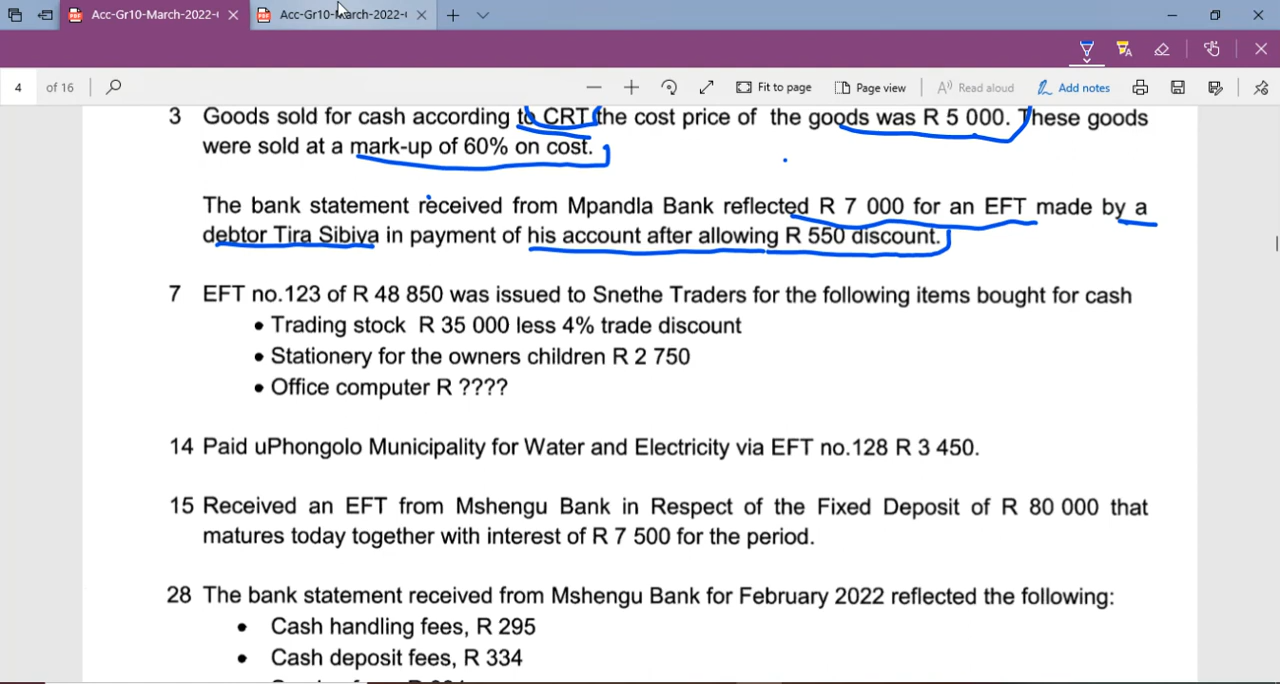 Acc-Gr10-March-2022-( Acc-Gr10-March-2022-(
4 of 16 Fit to page Page view Read aloud Add notes
3 Goods sold for cash according to CRT the cost price of the goods was R 5 000. These goods
were sold at a mark-up of 60% on cost.
The bank statement received from Mpandla Bank reflected R 7 000 for an EFT made by a
debtor Tira Sibiya in payment of his account after allowing R 550 discount.
7 EFT no.123 of R 48 850 was issued to Snethe Traders for the following items bought for cash
• Trading stock R 35 000 less 4% trade discount
• Stationery for the owners children R 2 750
• Office computer R ????
14 Paid uPhongolo Municipality for Water and Electricity via EFT no.128 R 3 450.
15 Received an EFT from Mshengu Bank in Respect of the Fixed Deposit of R 80 000 that
matures today together with interest of R 7 500 for the period.
28 The bank statement received from Mshengu Bank for February 2022 reflected the following:
• Cash handling fees, R 295
• Cash deposit fees, R 334